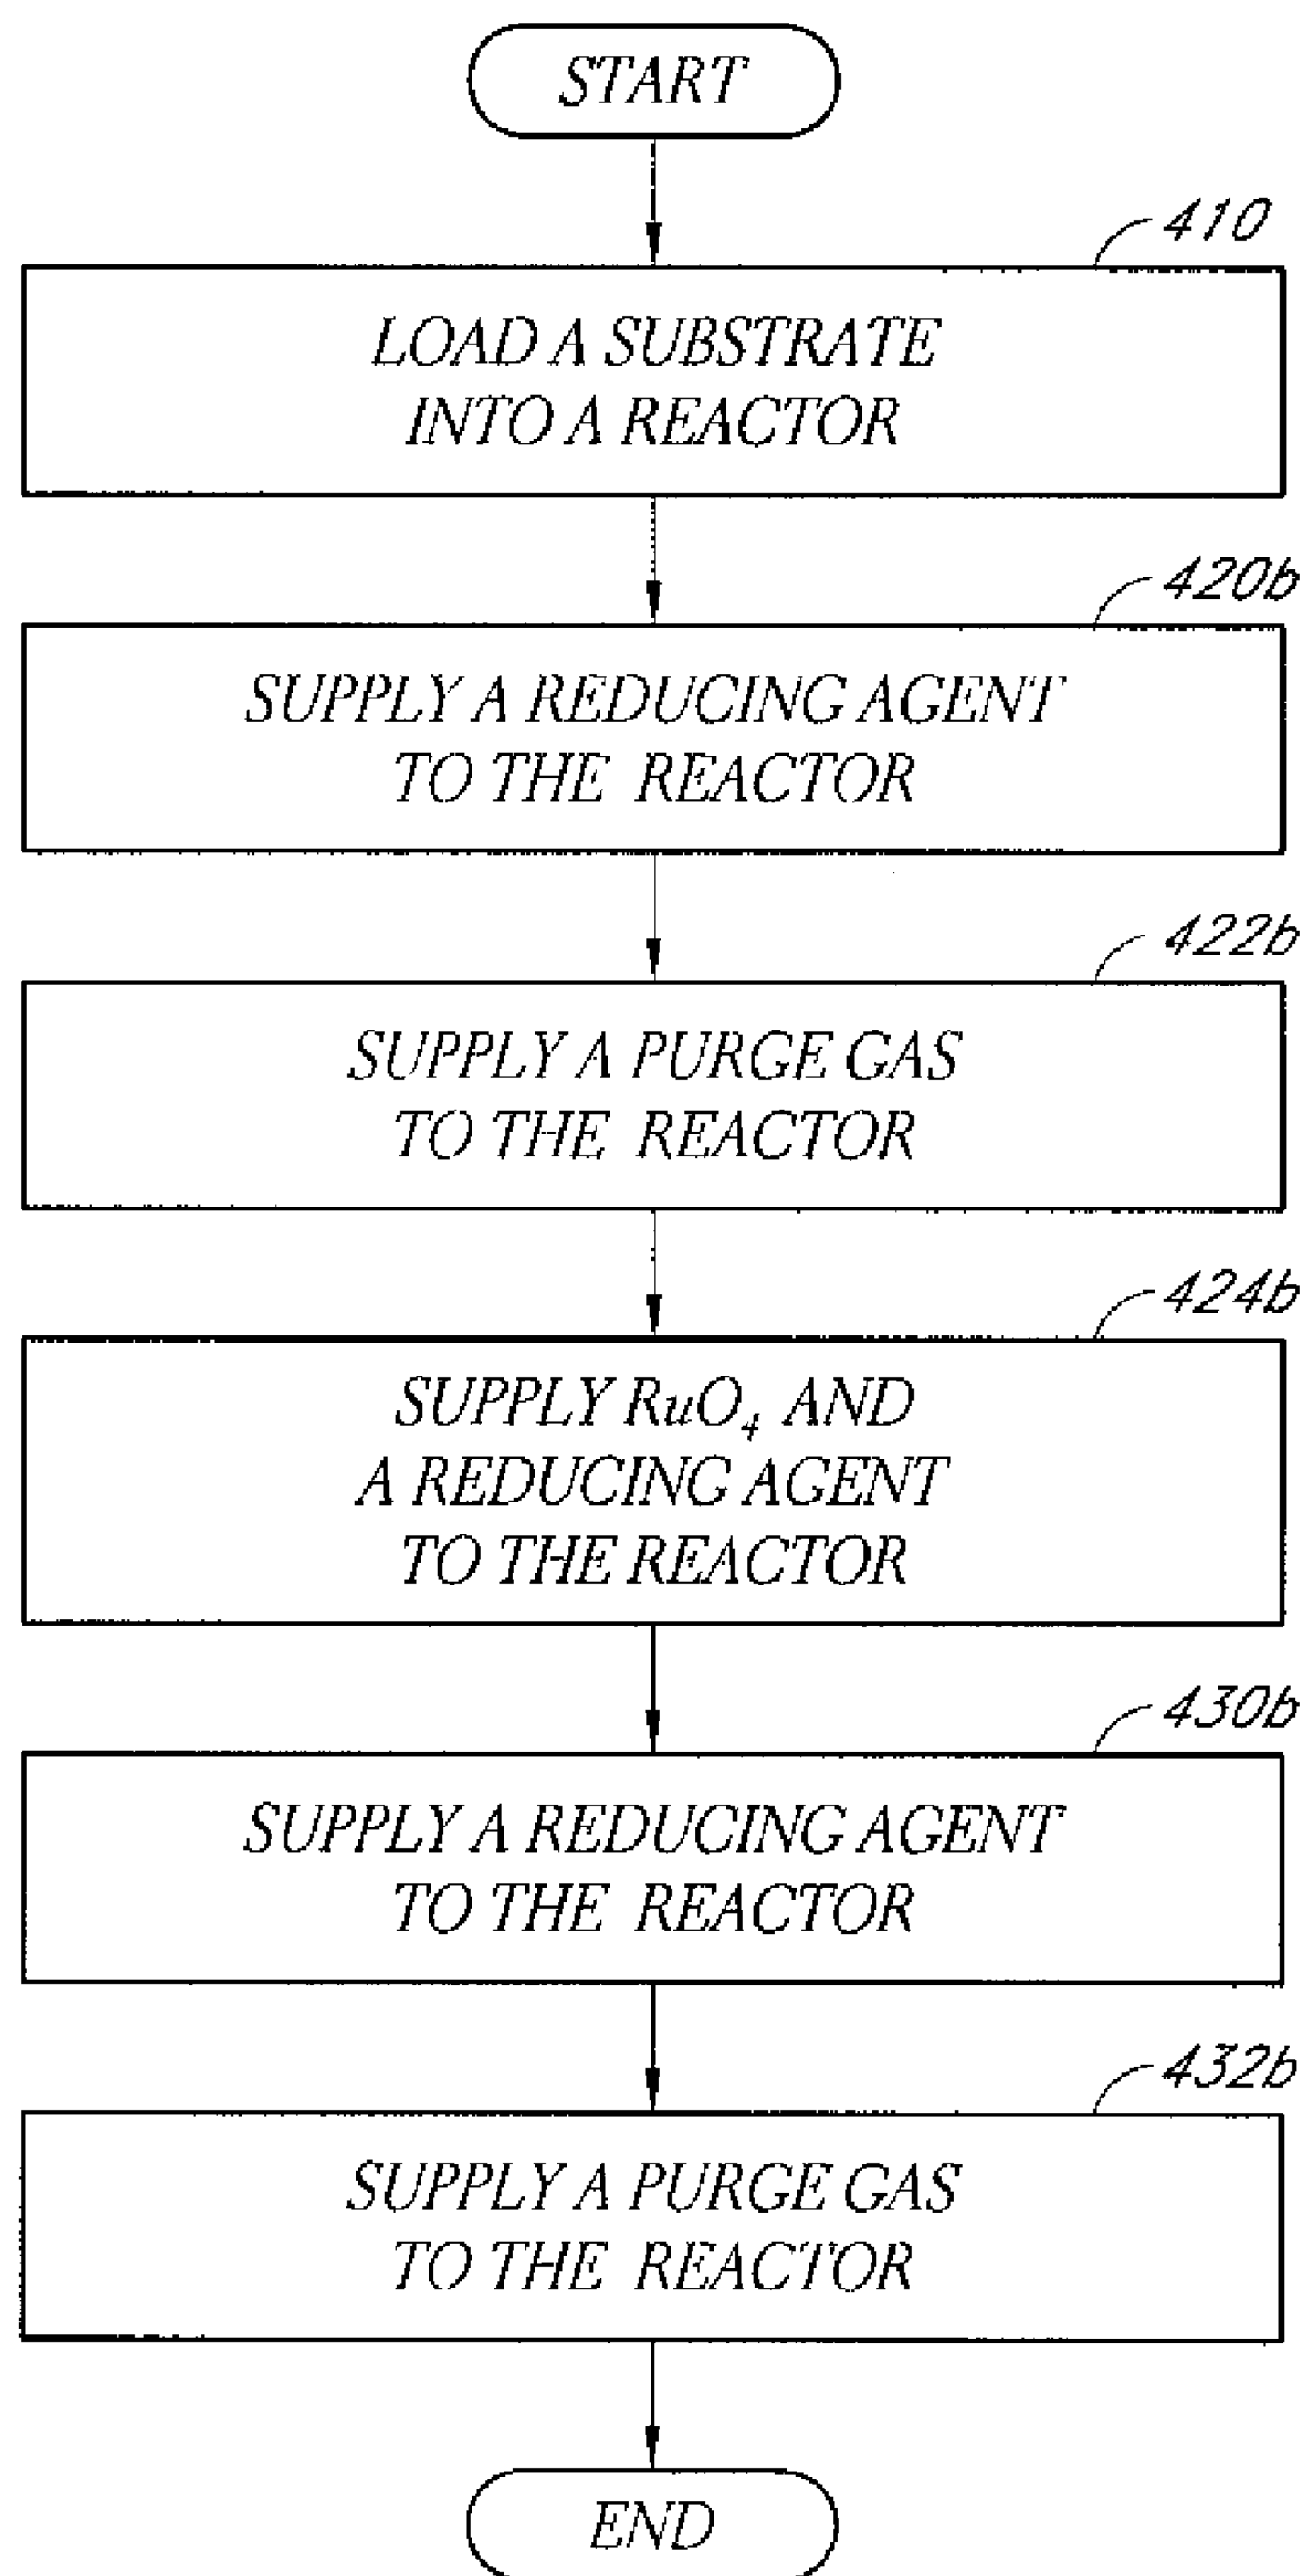 START
410
LOAD A SUBSTRATE
INTO A REACTOR
420b
SUPPLY A REDUCING AGENT
TO THE REACTOR
422b
SUPPLY A PURGE GAS
TO THE REACTOR
424b
SUPPLY RuO₄ AND
A REDUCING AGENT
TO THE REACTOR
430b
SUPPLY A REDUCING AGENT
TO THE REACTOR
432b
SUPPLY A PURGE GAS
TO THE REACTOR
END